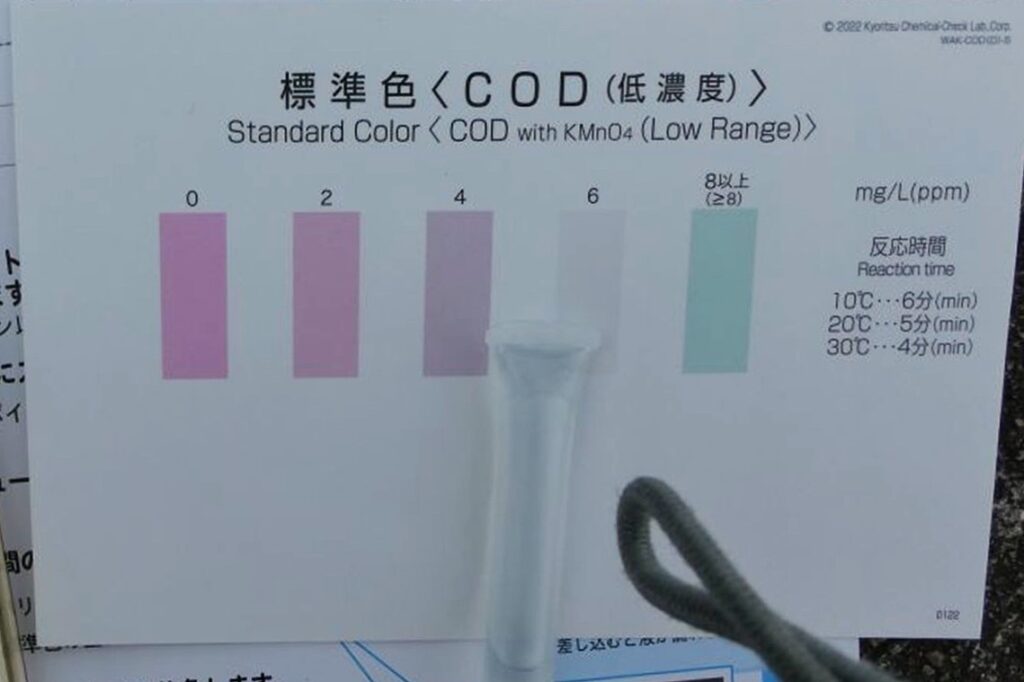 © 2022 Kyoritsu Chemical-Check Lab.,Corp.
WAK-COD(D)-5
標準色〈COD(低濃度)〉
Standard Color〈COD with KMnO4 (Low Range)〉
0 2 4 6 8以上 (≥8) mg/L(ppm)
反応時間
Reaction time
10℃…6分(min)
20℃…5分(min)
30℃…4分(min)
0122